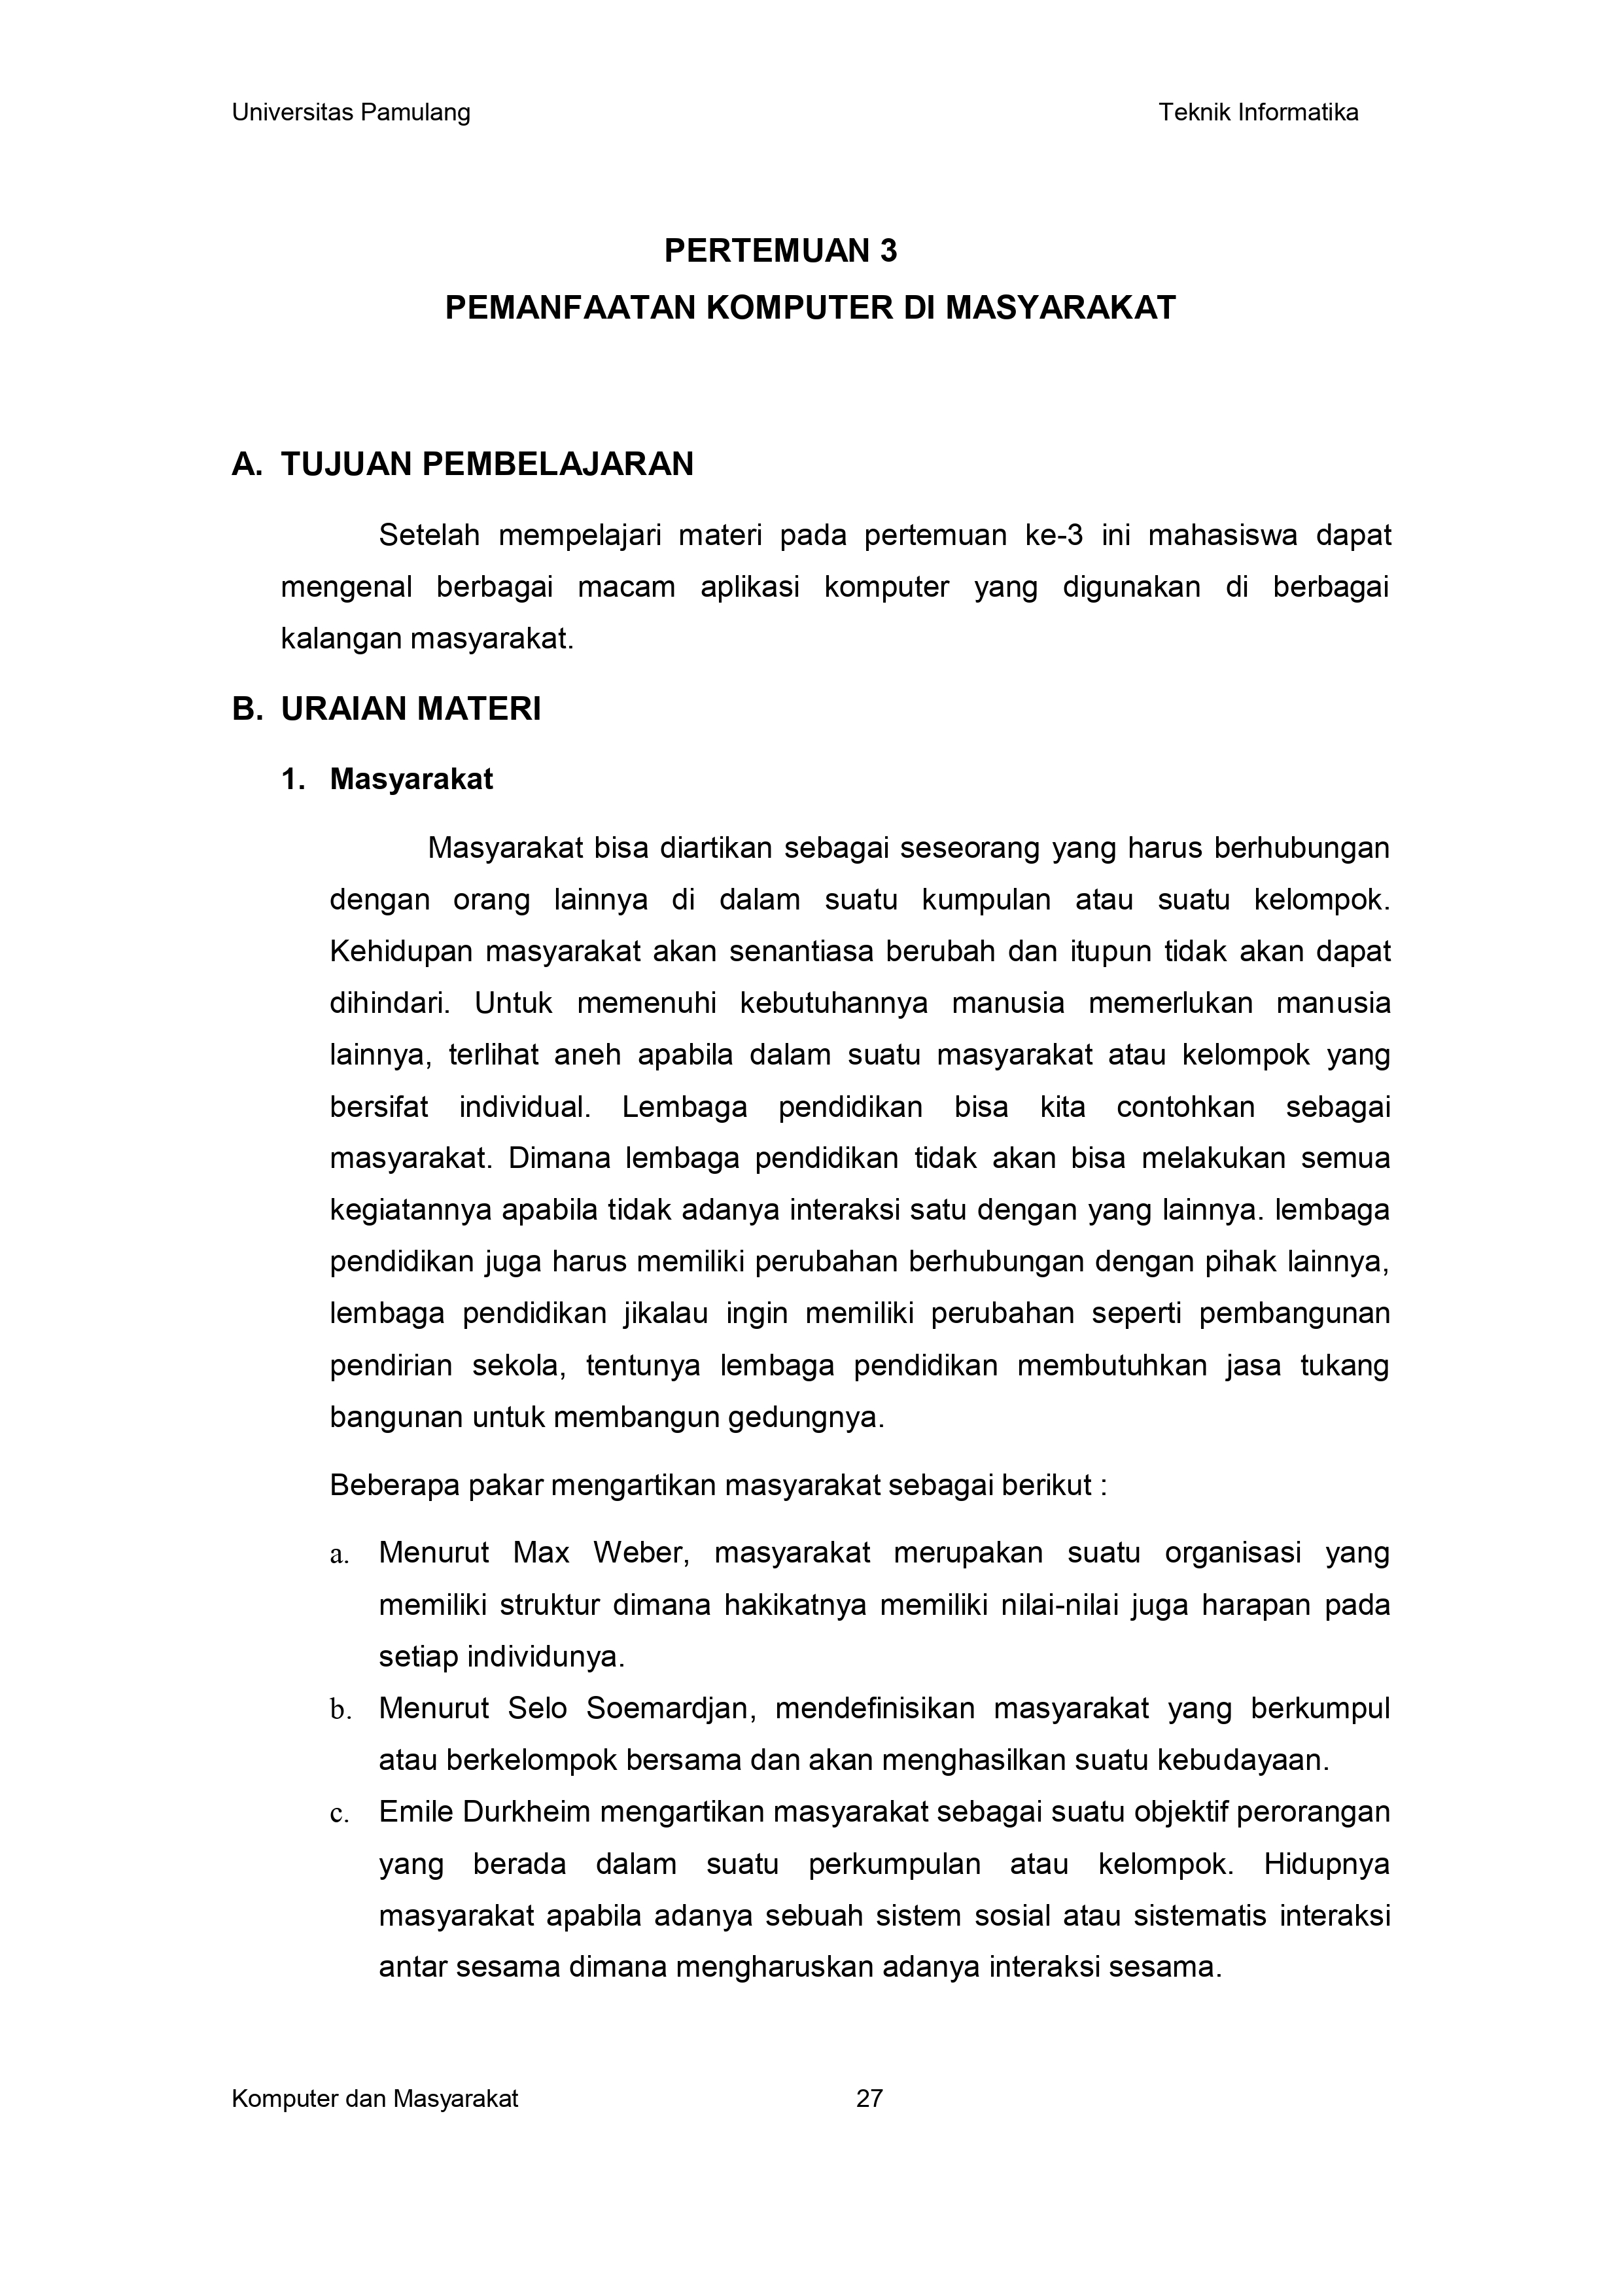 Universitas Pamulang Teknik Informatika
PERTEMUAN 3
PEMANFAATAN KOMPUTER DI MASYARAKAT
A. TUJUAN PEMBELAJARAN
Setelah mempelajari materi pada pertemuan ke-3 ini mahasiswa dapat
mengenal berbagai macam aplikasi komputer yang digunakan di berbagai
kalangan masyarakat.
B. URAIAN MATERI
1. Masyarakat
Masyarakat bisa diartikan sebagai seseorang yang harus berhubungan
dengan orang lainnya di dalam suatu kumpulan atau suatu kelompok.
Kehidupan masyarakat akan senantiasa berubah dan itupun tidak akan dapat
dihindari. Untuk memenuhi kebutuhannya manusia memerlukan manusia
lainnya, terlihat aneh apabila dalam suatu masyarakat atau kelompok yang
bersifat individual. Lembaga pendidikan bisa kita contohkan sebagai
masyarakat. Dimana lembaga pendidikan tidak akan bisa melakukan semua
kegiatannya apabila tidak adanya interaksi satu dengan yang lainnya. lembaga
pendidikan juga harus memiliki perubahan berhubungan dengan pihak lainnya,
lembaga pendidikan jikalau ingin memiliki perubahan seperti pembangunan
pendirian sekola, tentunya lembaga pendidikan membutuhkan jasa tukang
bangunan untuk membangun gedungnya.
Beberapa pakar mengartikan masyarakat sebagai berikut :
a. Menurut Max Weber, masyarakat merupakan suatu organisasi yang
memiliki struktur dimana hakikatnya memiliki nilai-nilai juga harapan pada
setiap individunya.
b. Menurut Selo Soemardjan, mendefinisikan masyarakat yang berkumpul
atau berkelompok bersama dan akan menghasilkan suatu kebudayaan.
c. Emile Durkheim mengartikan masyarakat sebagai suatu objektif perorangan
yang berada dalam suatu perkumpulan atau kelompok. Hidupnya
masyarakat apabila adanya sebuah sistem sosial atau sistematis interaksi
antar sesama dimana mengharuskan adanya interaksi sesama.
Komputer dan Masyarakat 27